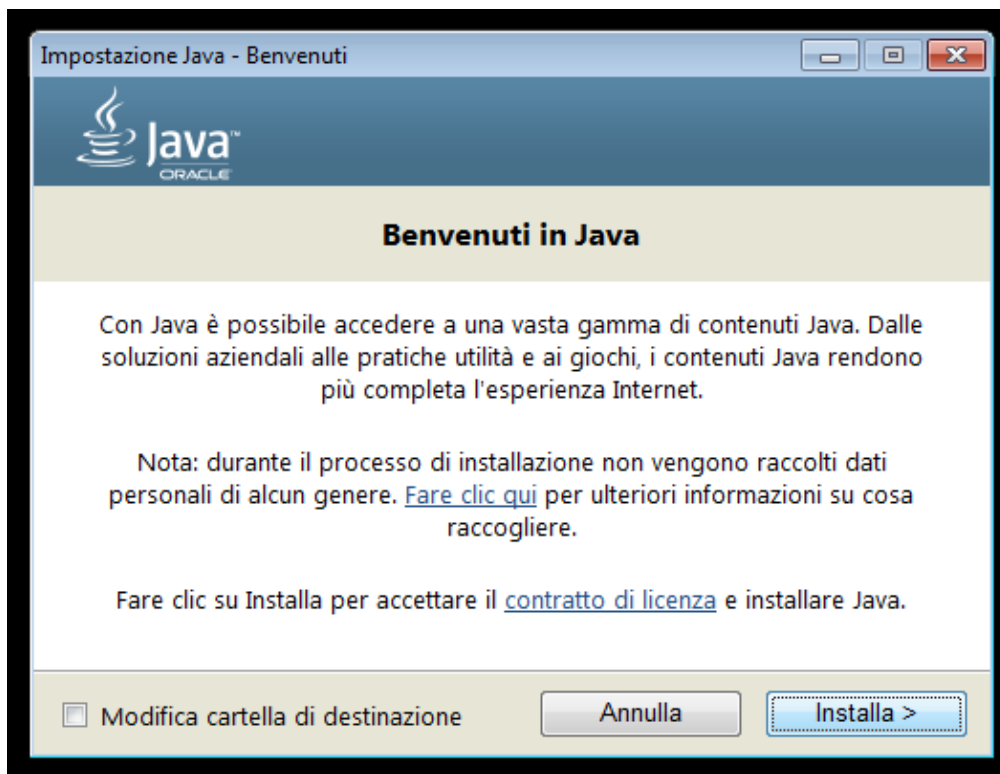 Impostazione Java - Benvenuti
Java™
ORACLE
Benvenuti in Java
Con Java è possibile accedere a una vasta gamma di contenuti Java. Dalle
soluzioni aziendali alle pratiche utilità e ai giochi, i contenuti Java rendono
più completa l'esperienza Internet.
Nota: durante il processo di installazione non vengono raccolti dati
personali di alcun genere. Fare clic qui per ulteriori informazioni su cosa
raccogliere.
Fare clic su Installa per accettare il contratto di licenza e installare Java.
Modifica cartella di destinazione
Annulla
Installa >